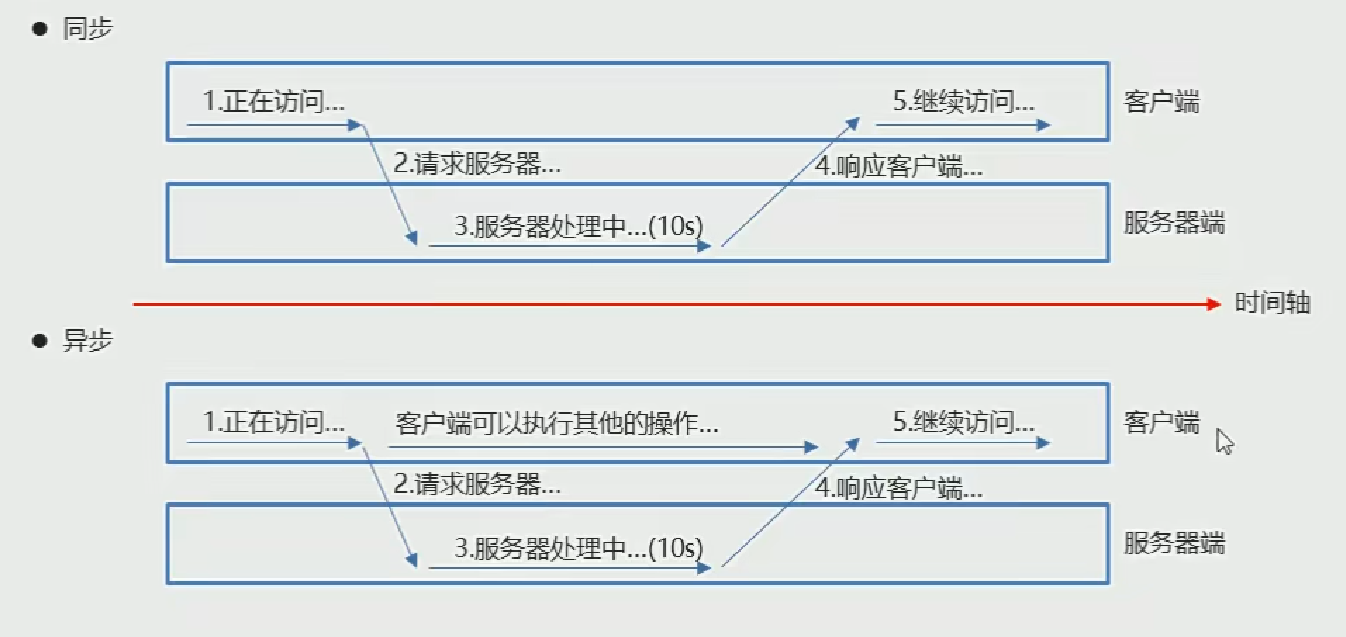 ● 同步
1.正在访问...
5.继续访问...
客户端
2.请求服务器...
4.响应客户端...
3.服务器处理中...(10s)
服务器端
时间轴
● 异步
1.正在访问...
客户端可以执行其他的操作...
5.继续访问...
客户端
2.请求服务器...
4.响应客户端...
3.服务器处理中...(10s)
服务器端